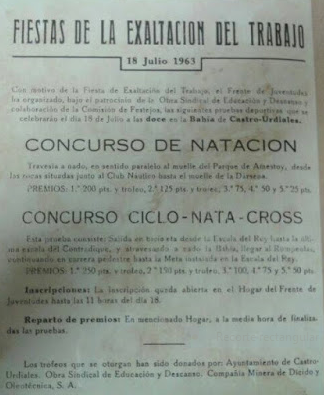 FIESTAS DE LA EXALTACION DEL TRABAJO
18 Julio 1963
Con motivo de la Fiesta de Exaltación del Trabajo, el Frente de Juventudes
ha organizado, bajo el patrocinio de la Obra Sindical de Educación y Descanso y
colaboración de la Comisión de Festejos, las siguientes pruebas deportivas que se
celebrarán el día 18 de Julio a las doce en la Bahía de Castro-Urdiales.
CONCURSO DE NATACION
Travesía a nado, en sentido paralelo al muelle del Parque de Amestoy, desde
las rocas situadas junto al Club Náutico hasta el muelle de la Dársena.
PREMIOS: 1.º 200 pts. y trofeo, 2.º 125 pts. y trofeo, 3.º 75, 4.º 50 y 5.º 25 pts.
CONCURSO CICLO-NATA-CROSS
Esta prueba consiste: Salida en bicicleta desde la Escala del Rey hasta la última
escala del Contradique, y atravesando a nado la Bahía, llegar al Rompeolas,
continuando en carrera pedestre hasta la Meta instalada en la Escala del Rey.
PREMIOS: 1.º 250 pts. y trofeo, 2.º 150 pts. y trofeo, 3.º 100, 4.º 75 y 5.º 50 pts.
Inscripciones: La inscripción queda abierta en el Hogar del Frente de
Juventudes hasta las 11 horas del día 18.
Reparto de premios: En mencionado Hogar, a la media hora de finaliza-
das las pruebas.
Los trofeos que se otorgan han sido donados por: Ayuntamiento de Castro-
Urdiales. Obra Sindical de Educación y Descanso. Compañía Minera de Dícido y
Oleotécnica, S. A.